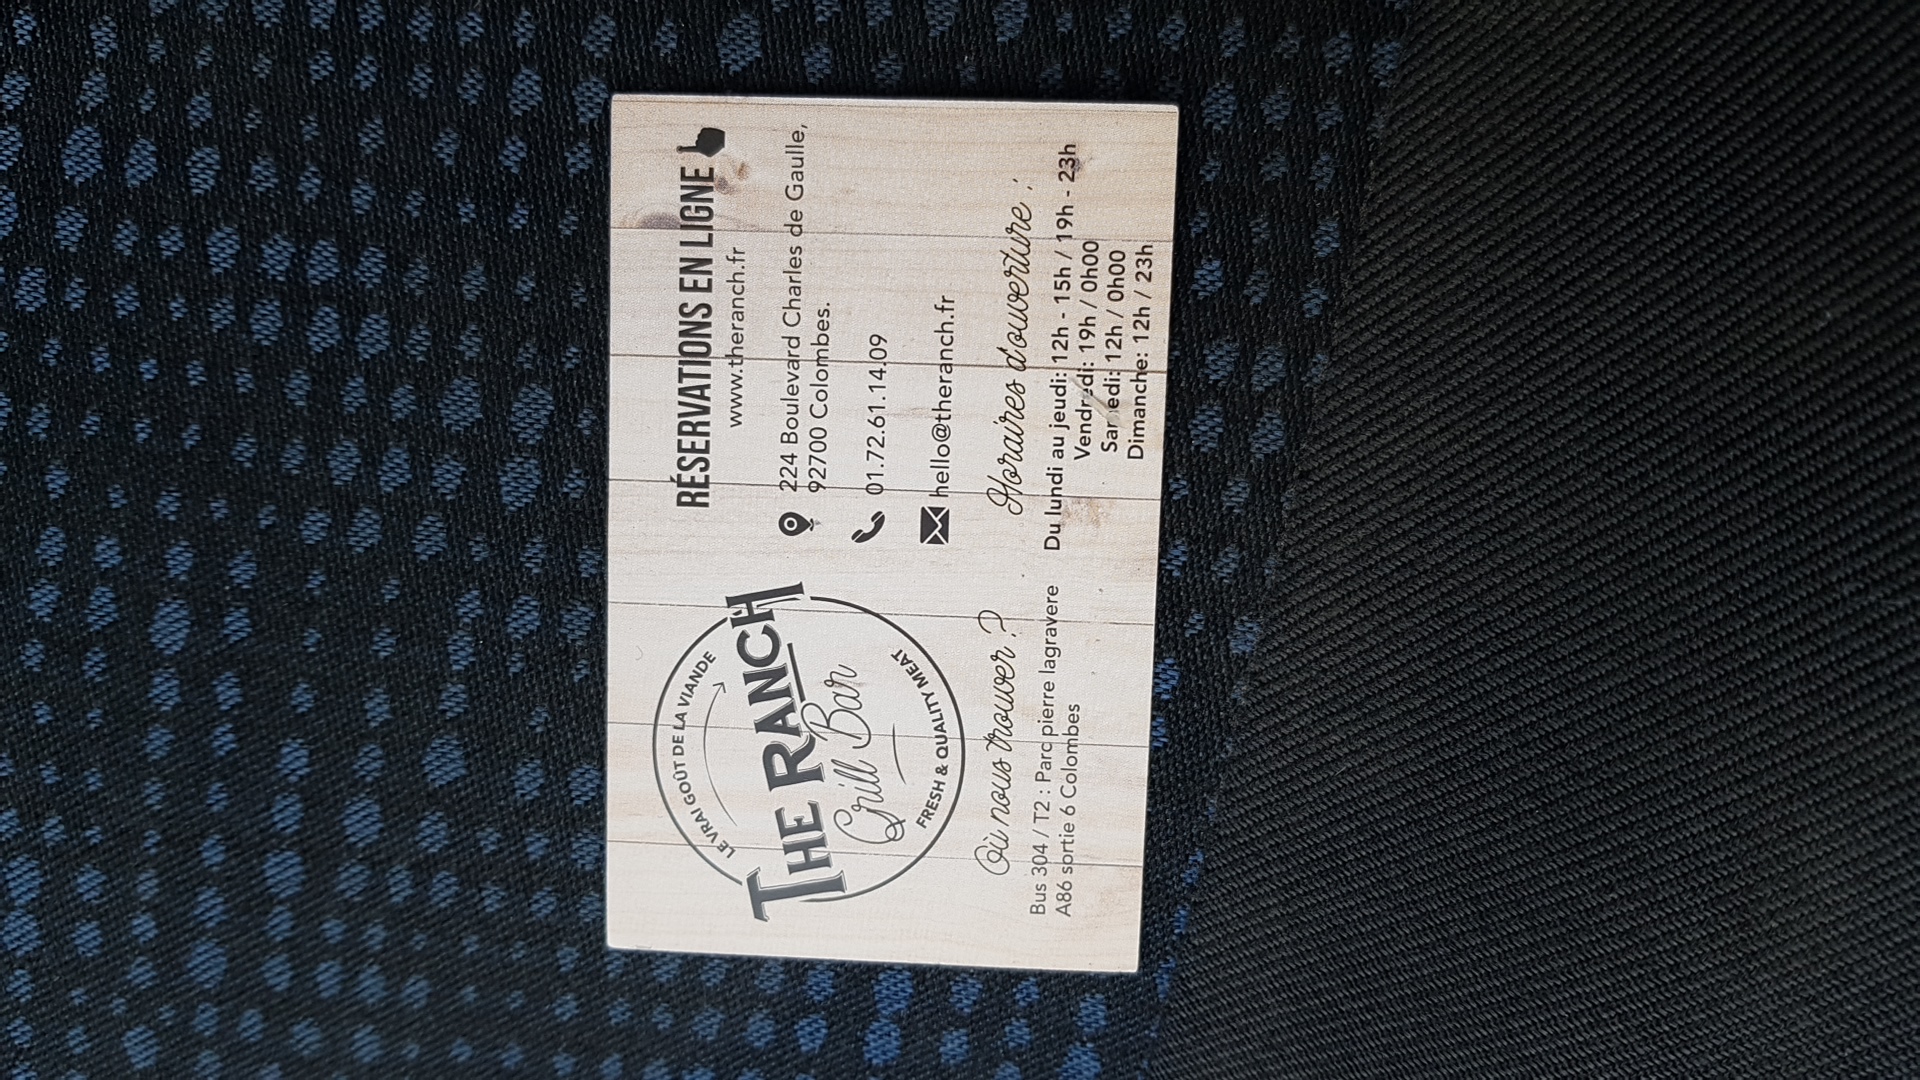 LE VRAI GOÛT DE LA VIANDE
THE RANCH
Grill Bar
FRESH & QUALITY MEAT
RÉSERVATIONS EN LIGNE
www.theranch.fr
224 Boulevard Charles de Gaulle,
92700 Colombes.
01.72.61.14.09
hello@theranch.fr
Où nous trouver ?
Bus 304 / T2 : Parc pierre lagravere
A86 sortie 6 Colombes
Horaires d'ouverture :
Du lundi au jeudi: 12h - 15h / 19h - 23h
Vendredi: 19h / 0h00
Samedi: 12h / 0h00
Dimanche: 12h / 23h